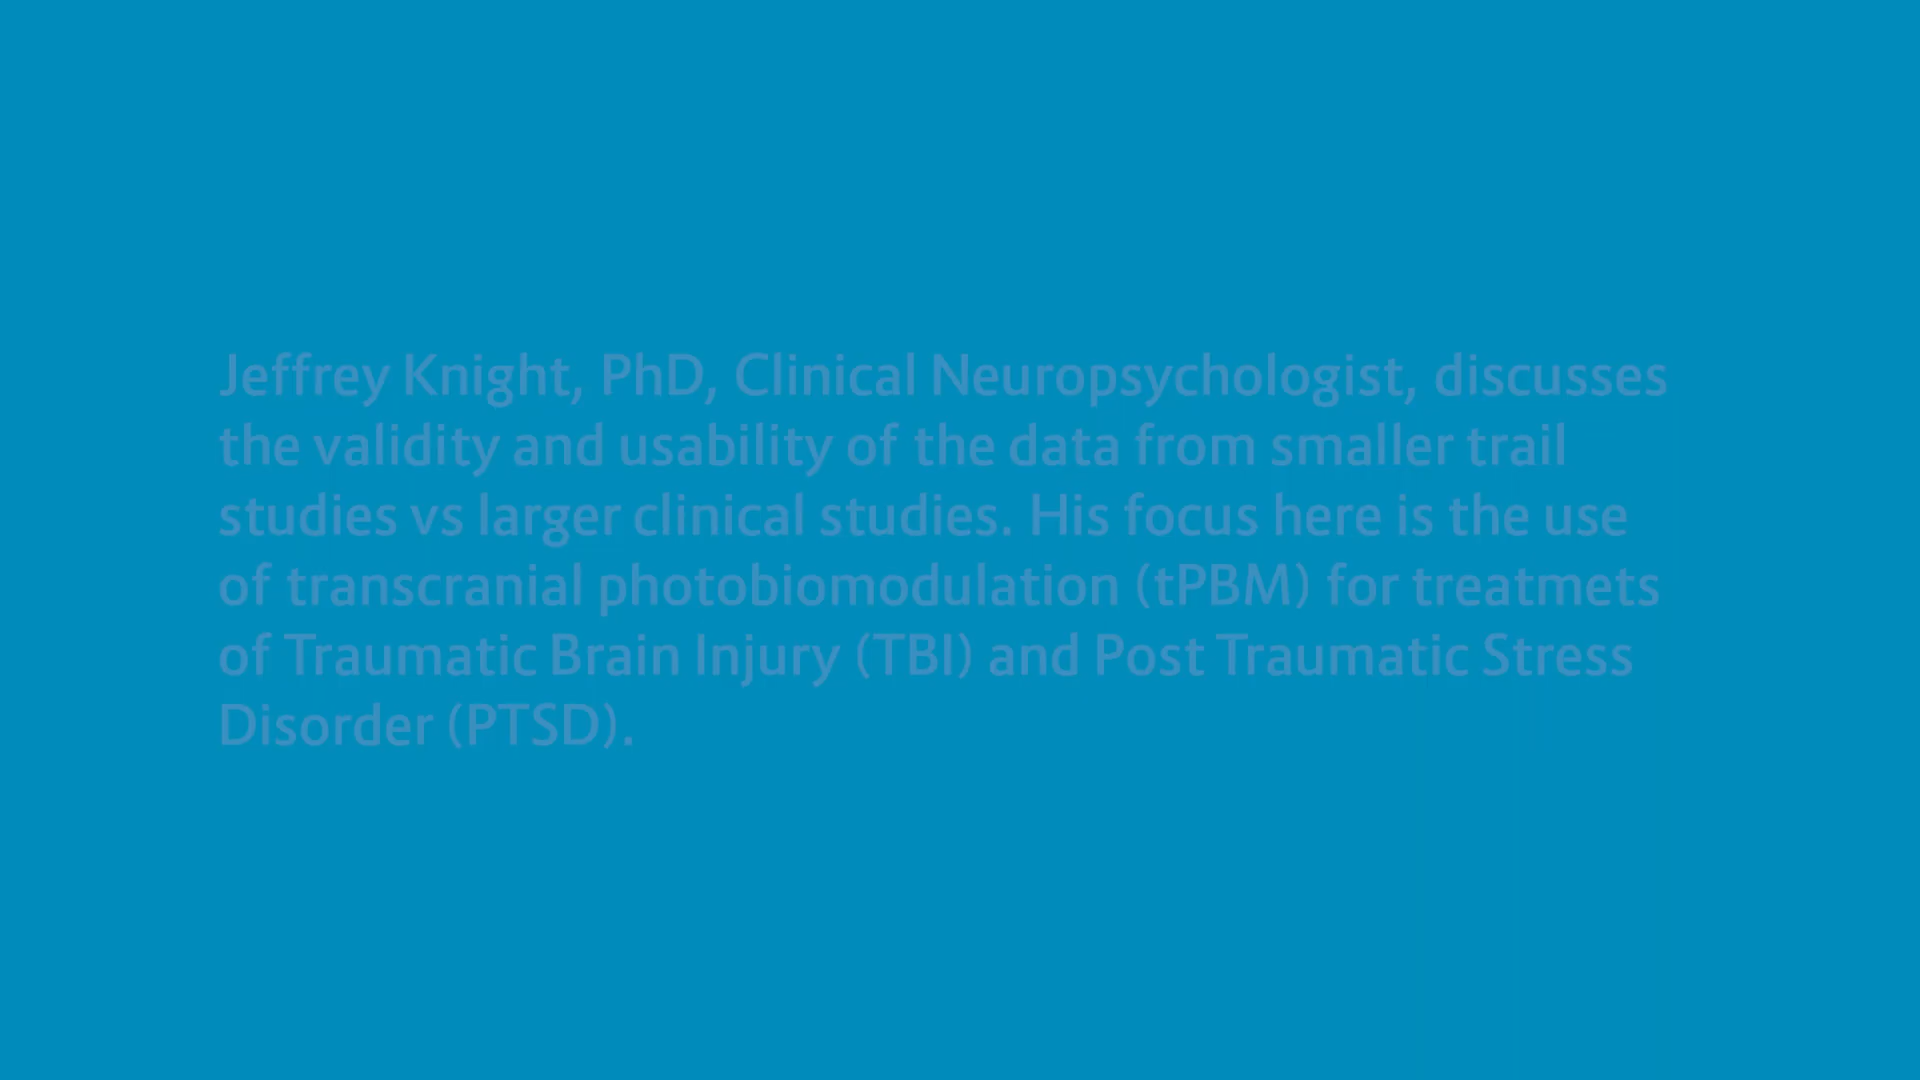 Jeffrey Knight, PhD, Clinical Neuropsychologist, discusses
the validity and usability of the data from smaller trail
studies vs larger clinical studies. His focus here is the use
of transcranial photobiomodulation (tPBM) for treatmets
of Traumatic Brain Injury (TBI) and Post Traumatic Stress
Disorder (PTSD).